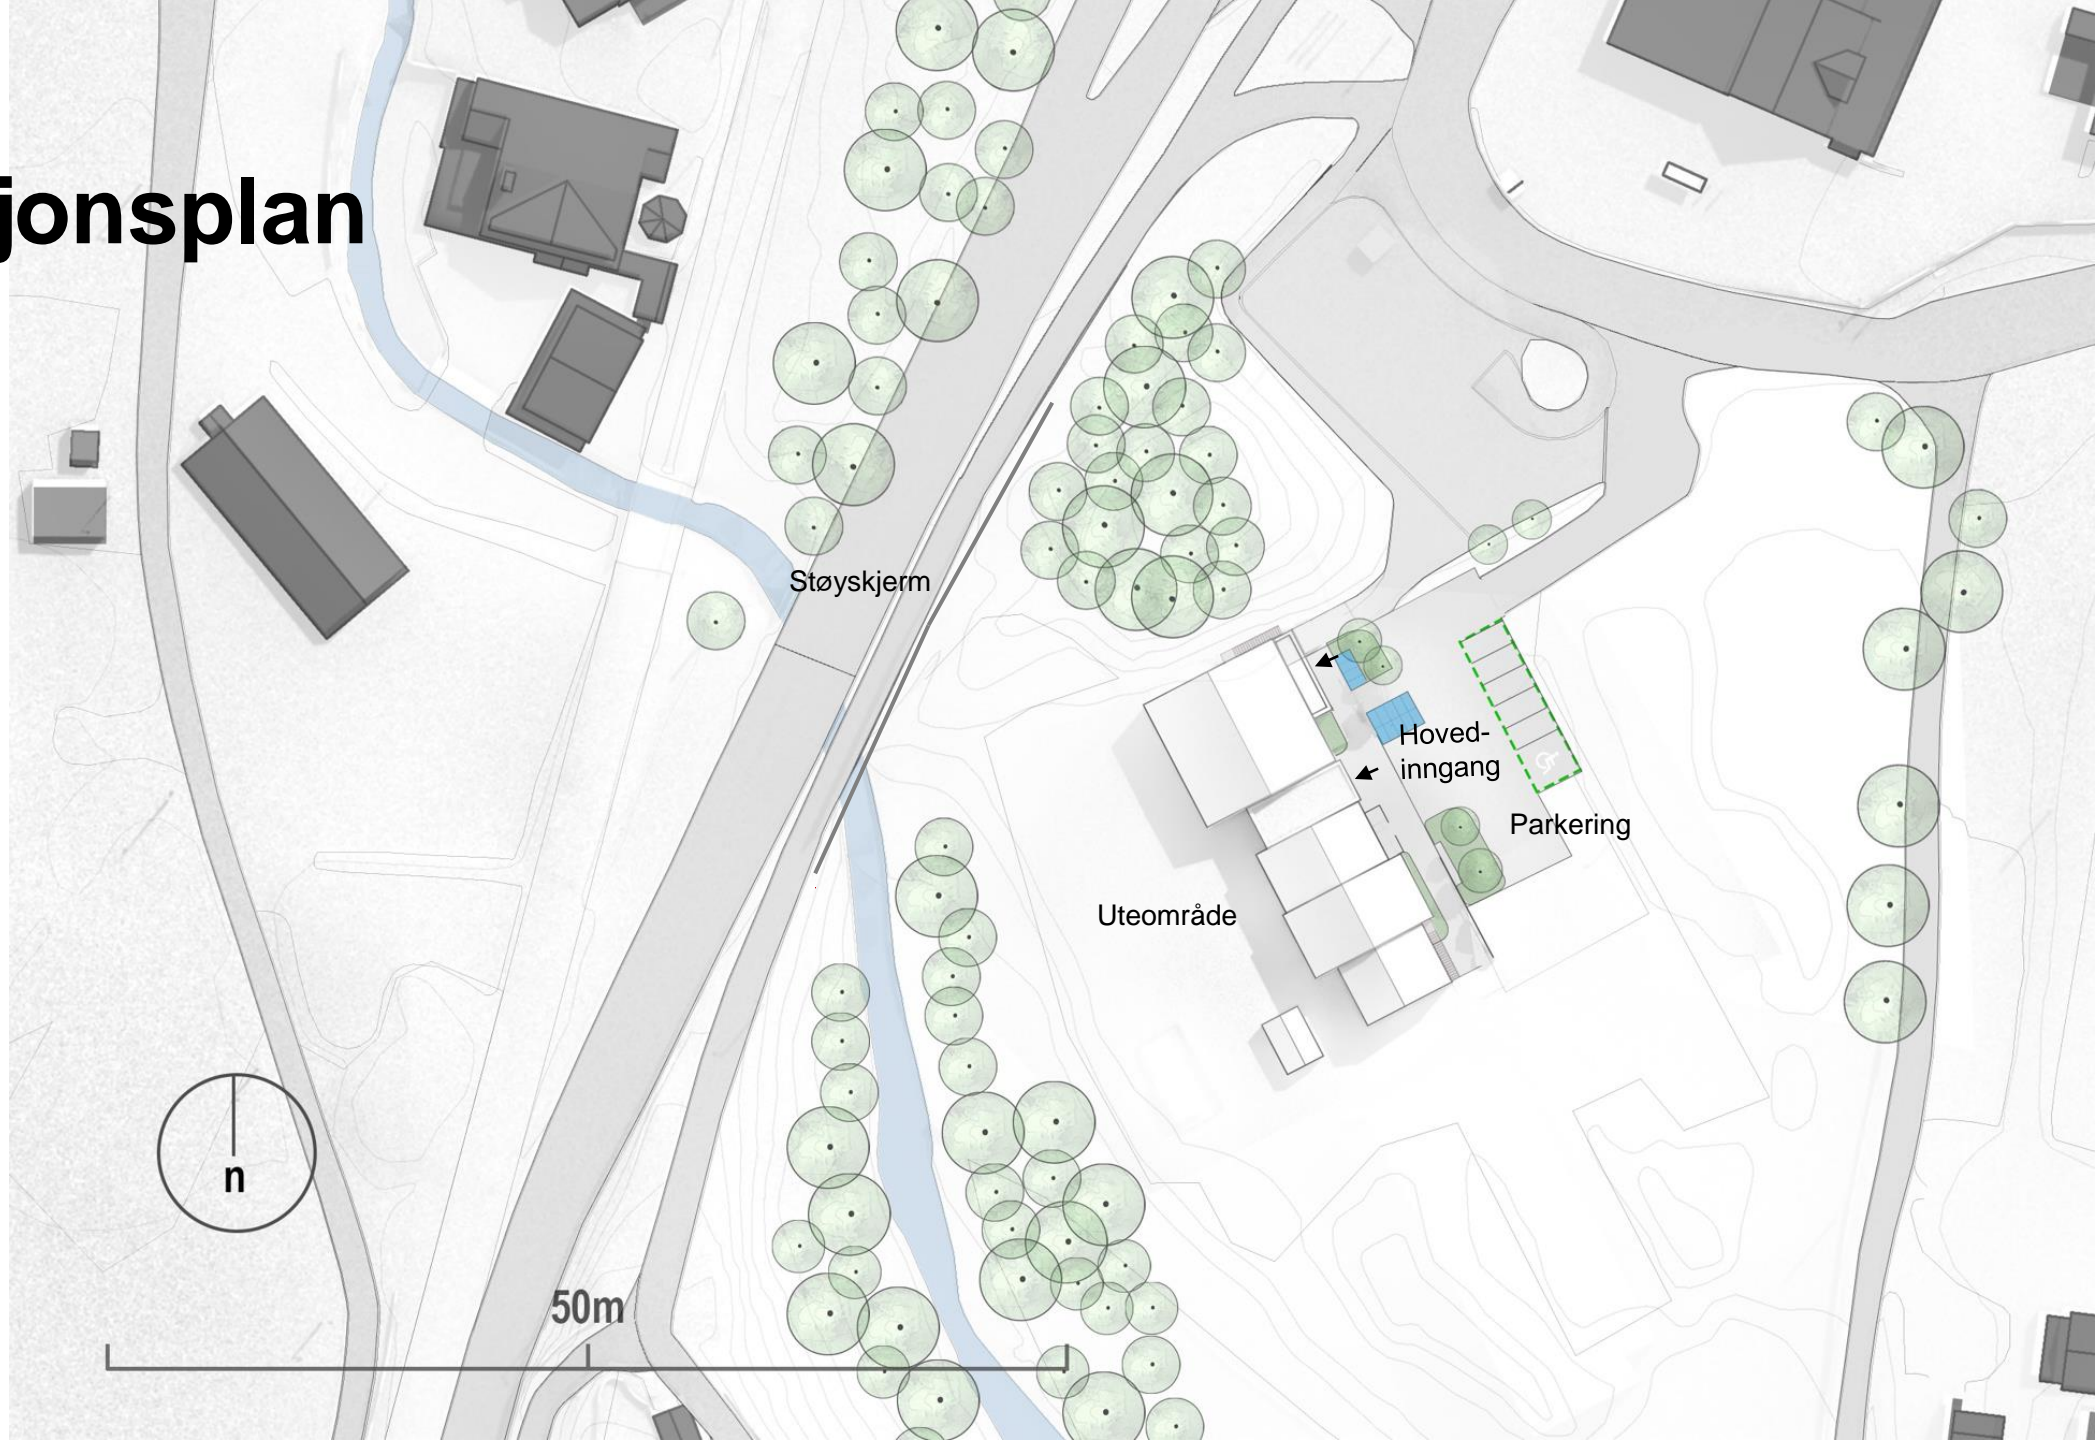 jonsplan
Støyskjerm
Hoved-
inngang
Parkering
Uteområde
n
50m